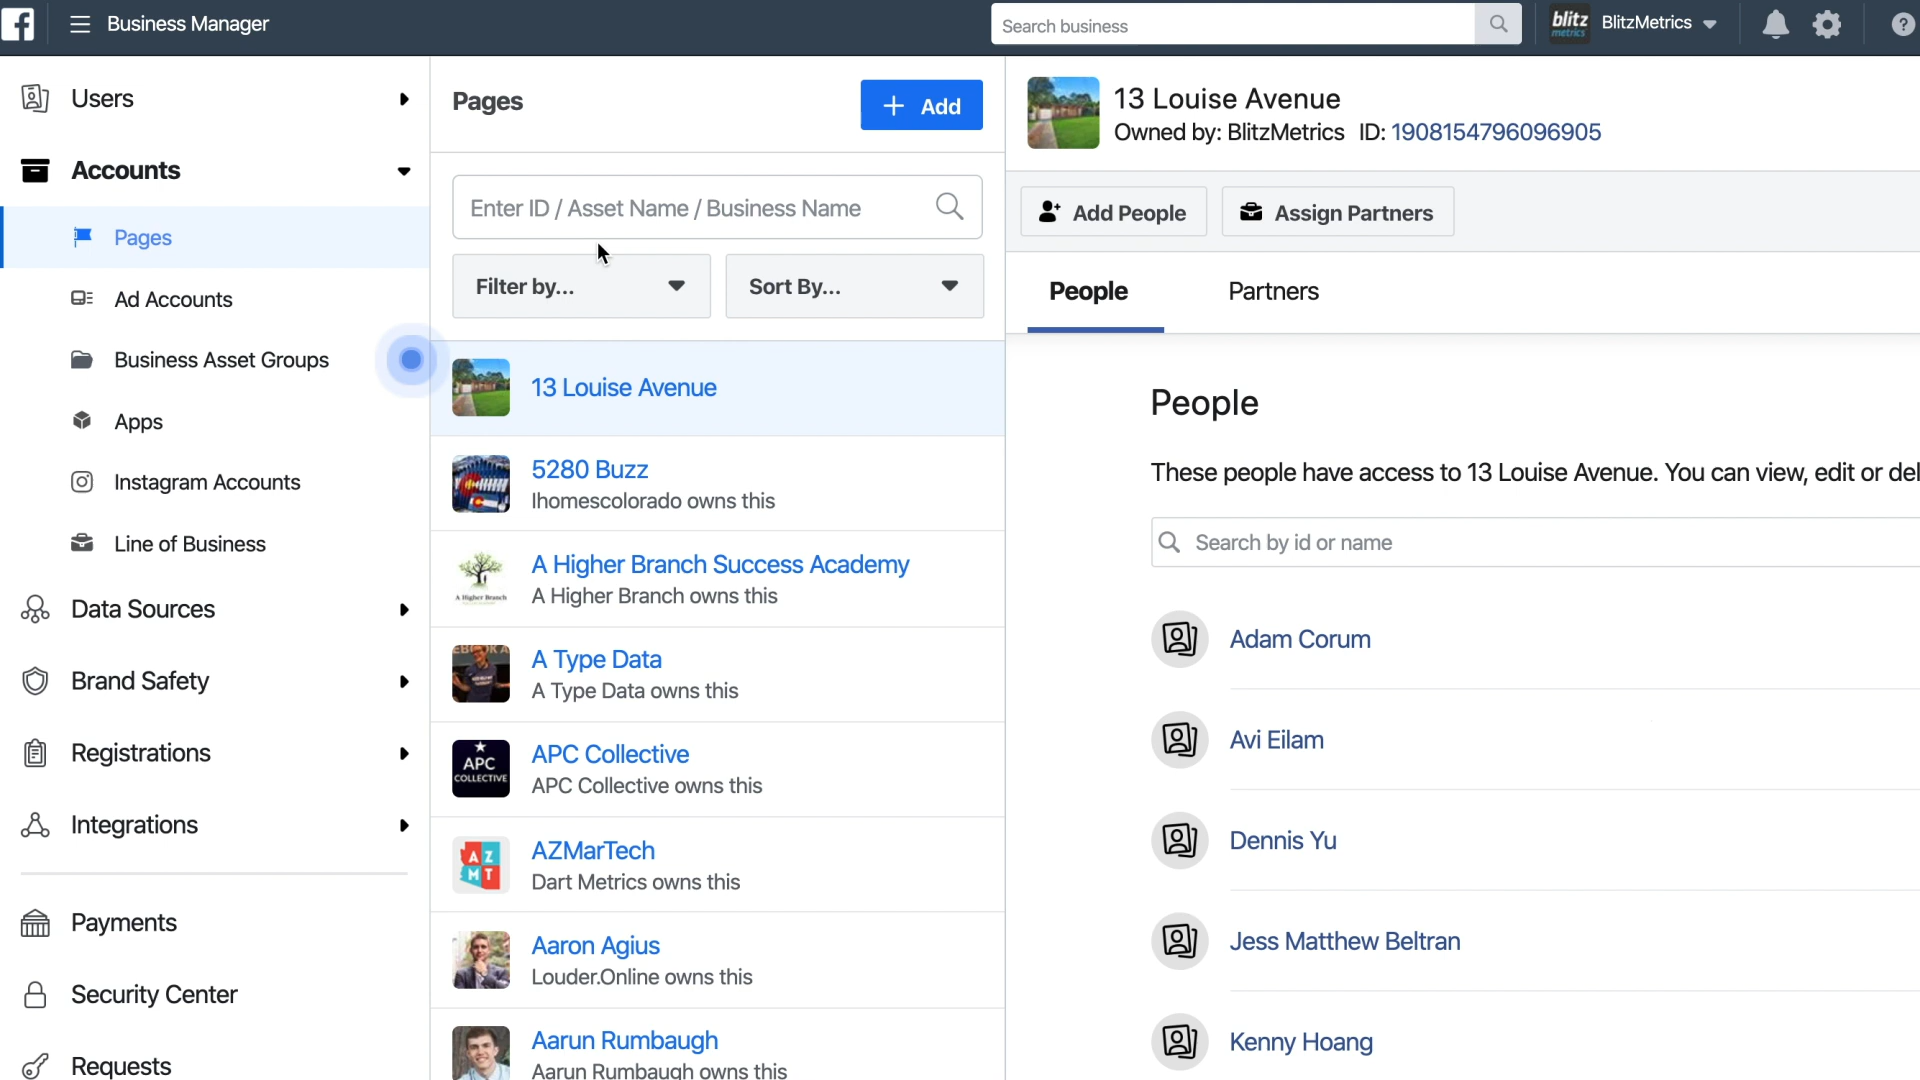 Business Manager
Search business
blitz metrics
BlitzMetrics
?
Users
Accounts
Pages
Ad Accounts
Business Asset Groups
Apps
Instagram Accounts
Line of Business
Data Sources
Brand Safety
Registrations
Integrations
Payments
Security Center
Requests
Pages
+ Add
Enter ID / Asset Name / Business Name
Filter by...
Sort By...
13 Louise Avenue
5280 Buzz
Ihomescolorado owns this
A Higher Branch
A Higher Branch Success Academy
A Higher Branch owns this
A Type Data
A Type Data owns this
APC
COLLECTIVE
APC Collective
APC Collective owns this
AZ
MT
AZMarTech
Dart Metrics owns this
Aaron Agius
Louder.Online owns this
Aarun Rumbaugh
Aarun Rumbaugh owns this
13 Louise Avenue
Owned by: BlitzMetrics ID: 1908154796096905
Add People
Assign Partners
People
Partners
People
These people have access to 13 Louise Avenue. You can view, edit or del
Search by id or name
Adam Corum
Avi Eilam
Dennis Yu
Jess Matthew Beltran
Kenny Hoang